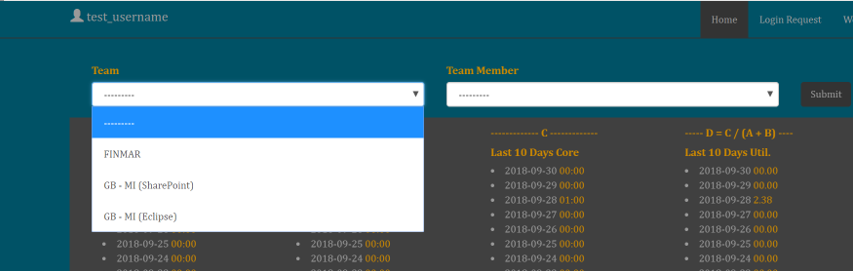 test_username
Home Login Request
Team Team Member
--------- --------- Submit
---------
FINMAR
GB - MI (SharePoint)
GB - MI (Eclipse)
------------- C ------------- ----- D = C / (A + B) ----
Last 10 Days Core Last 10 Days Util.
2018-09-30 00:00 2018-09-30 00.00
2018-09-29 00:00 2018-09-29 00.00
2018-09-28 01:00 2018-09-28 2.38
2018-09-27 00:00 2018-09-27 00.00
2018-09-26 00:00 2018-09-26 00.00
2018-09-25 00:00 2018-09-25 00:00 2018-09-25 00:00 2018-09-25 00.00
2018-09-24 00:00 2018-09-24 00:00 2018-09-24 00:00 2018-09-24 00.00